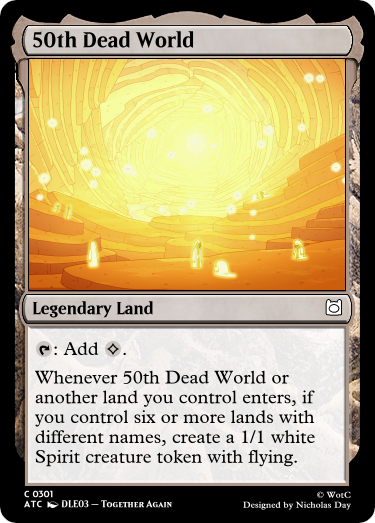 50th Dead World
Legendary Land
: Add .
Whenever 50th Dead World or
another land you control enters, if
you control six or more lands with
different names, create a 1/1 white
Spirit creature token with flying.
C 0301
© WotC
ATC DLE03 — Together Again
Designed by Nicholas Day